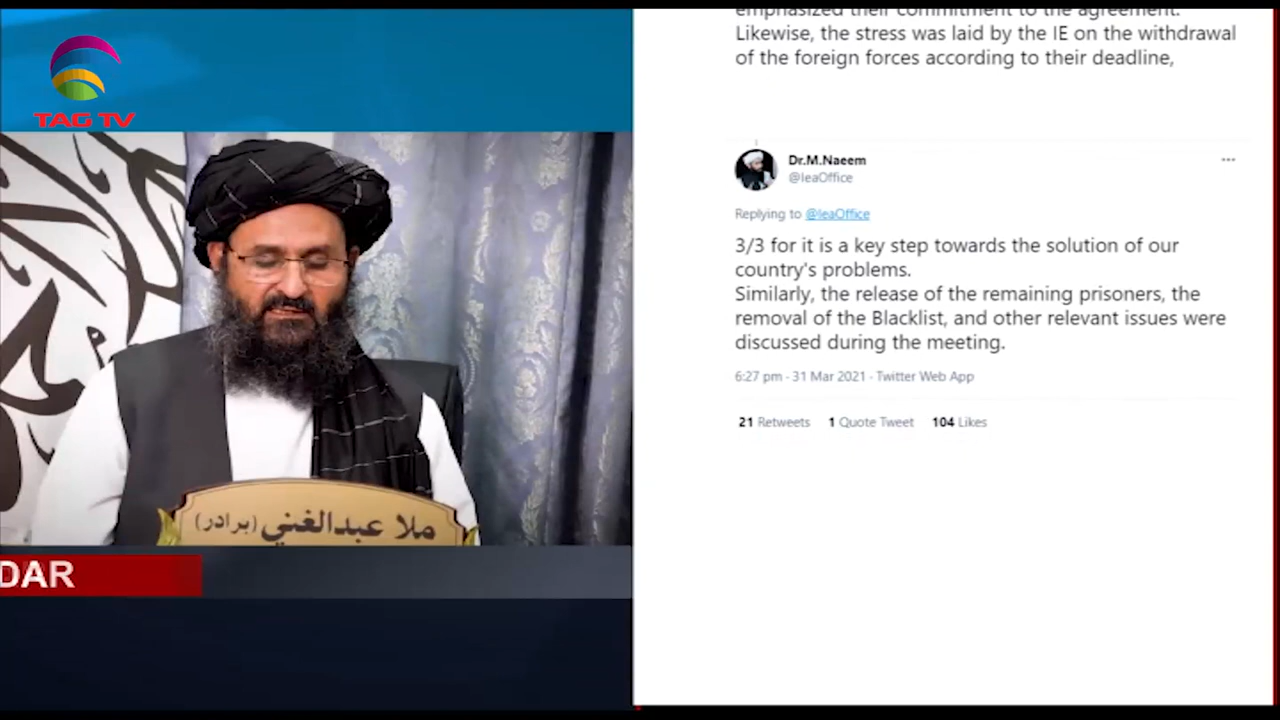 TAG TV
ملا عبدالغني (برادر)
DAR
emphasized their commitment to the agreement.
Likewise, the stress was laid by the IE on the withdrawal
of the foreign forces according to their deadline,
Dr.M.Naeem
@IeaOffice
Replying to @IeaOffice
3/3 for it is a key step towards the solution of our
country's problems.
Similarly, the release of the remaining prisoners, the
removal of the Blacklist, and other relevant issues were
discussed during the meeting.
6:27 pm · 31 Mar 2021 · Twitter Web App
21 Retweets 1 Quote Tweet 104 Likes